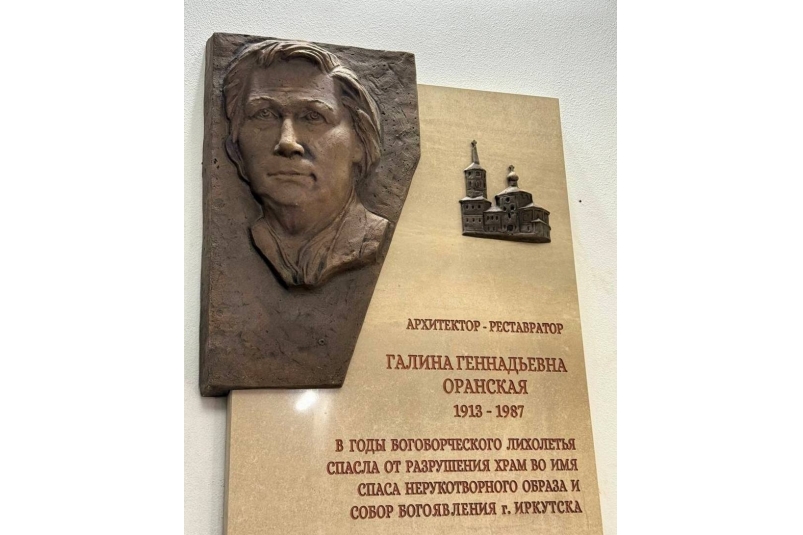 АРХИТЕКТОР - РЕСТАВРАТОР
ГАЛИНА ГЕННАДЬЕВНА
ОРАНСКАЯ
1913 - 1987
В ГОДЫ БОГОБОРЧЕСКОГО ЛИХОЛЕТЬЯ
СПАСЛА ОТ РАЗРУШЕНИЯ ХРАМ ВО ИМЯ
СПАСА НЕРУКОТВОРНОГО ОБРАЗА И
СОБОР БОГОЯВЛЕНИЯ г. ИРКУТСКА